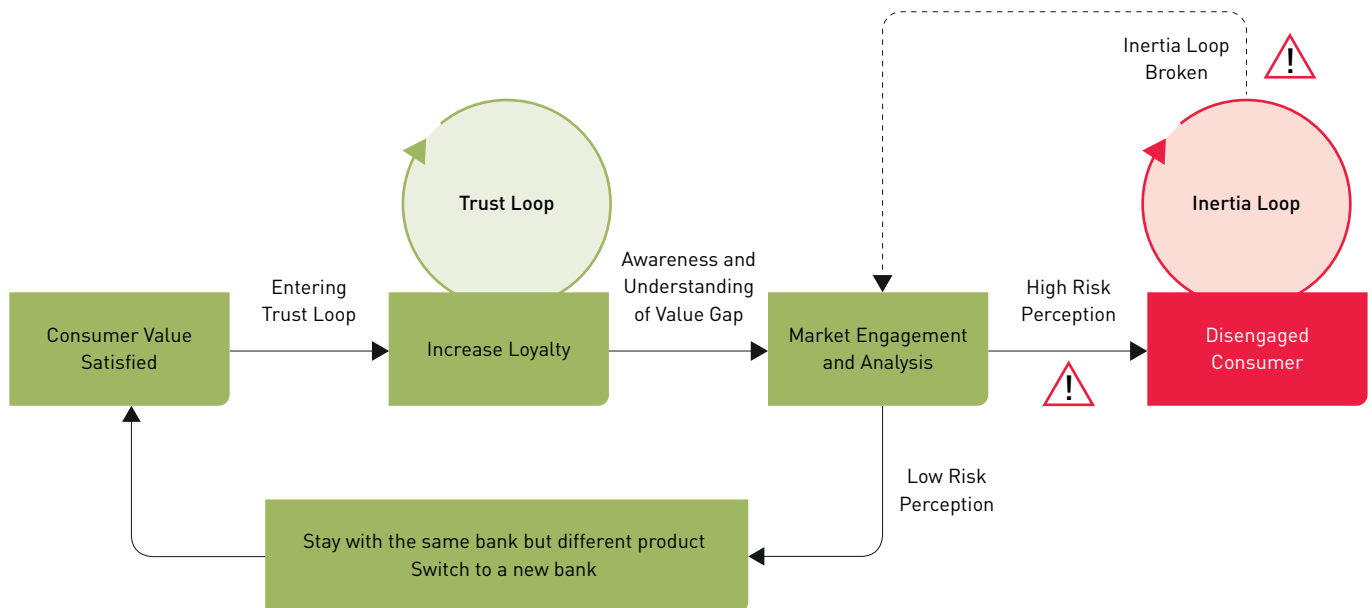 Inertia Loop
Broken
!
Trust Loop
Inertia Loop
Entering
Trust Loop
Awareness and
Understanding
of Value Gap
High Risk
Perception
Consumer Value
Satisfied
Increase Loyalty
Market Engagement
and Analysis
!
Disengaged
Consumer
Low Risk
Perception
Stay with the same bank but different product
Switch to a new bank